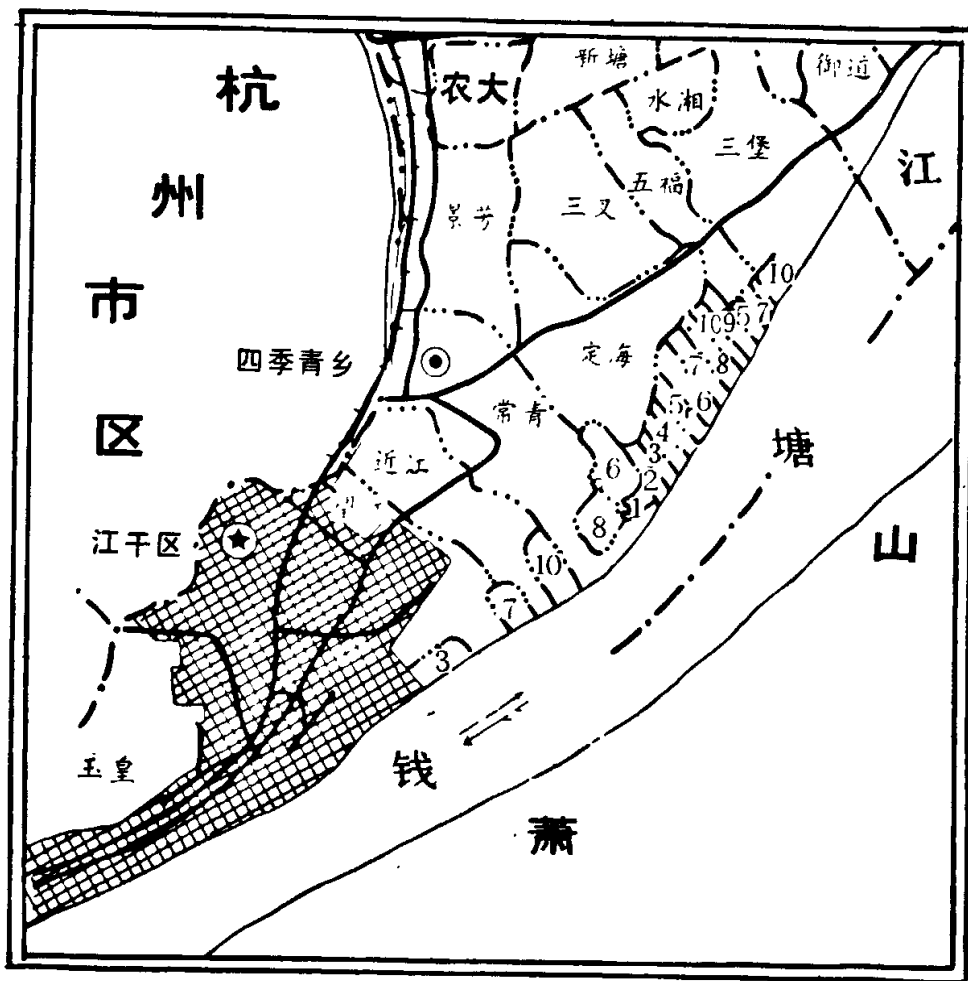 杭州市区
农大
新塘
水湘
御道
三堡
五福
三叉
景芳
江
10
10 9 5 7
定海
7 8
四季青乡
常青
5 6
4
3
近江
6
2
塘
1
8
江干区
山
10
7
3
钱
玉皇
萧